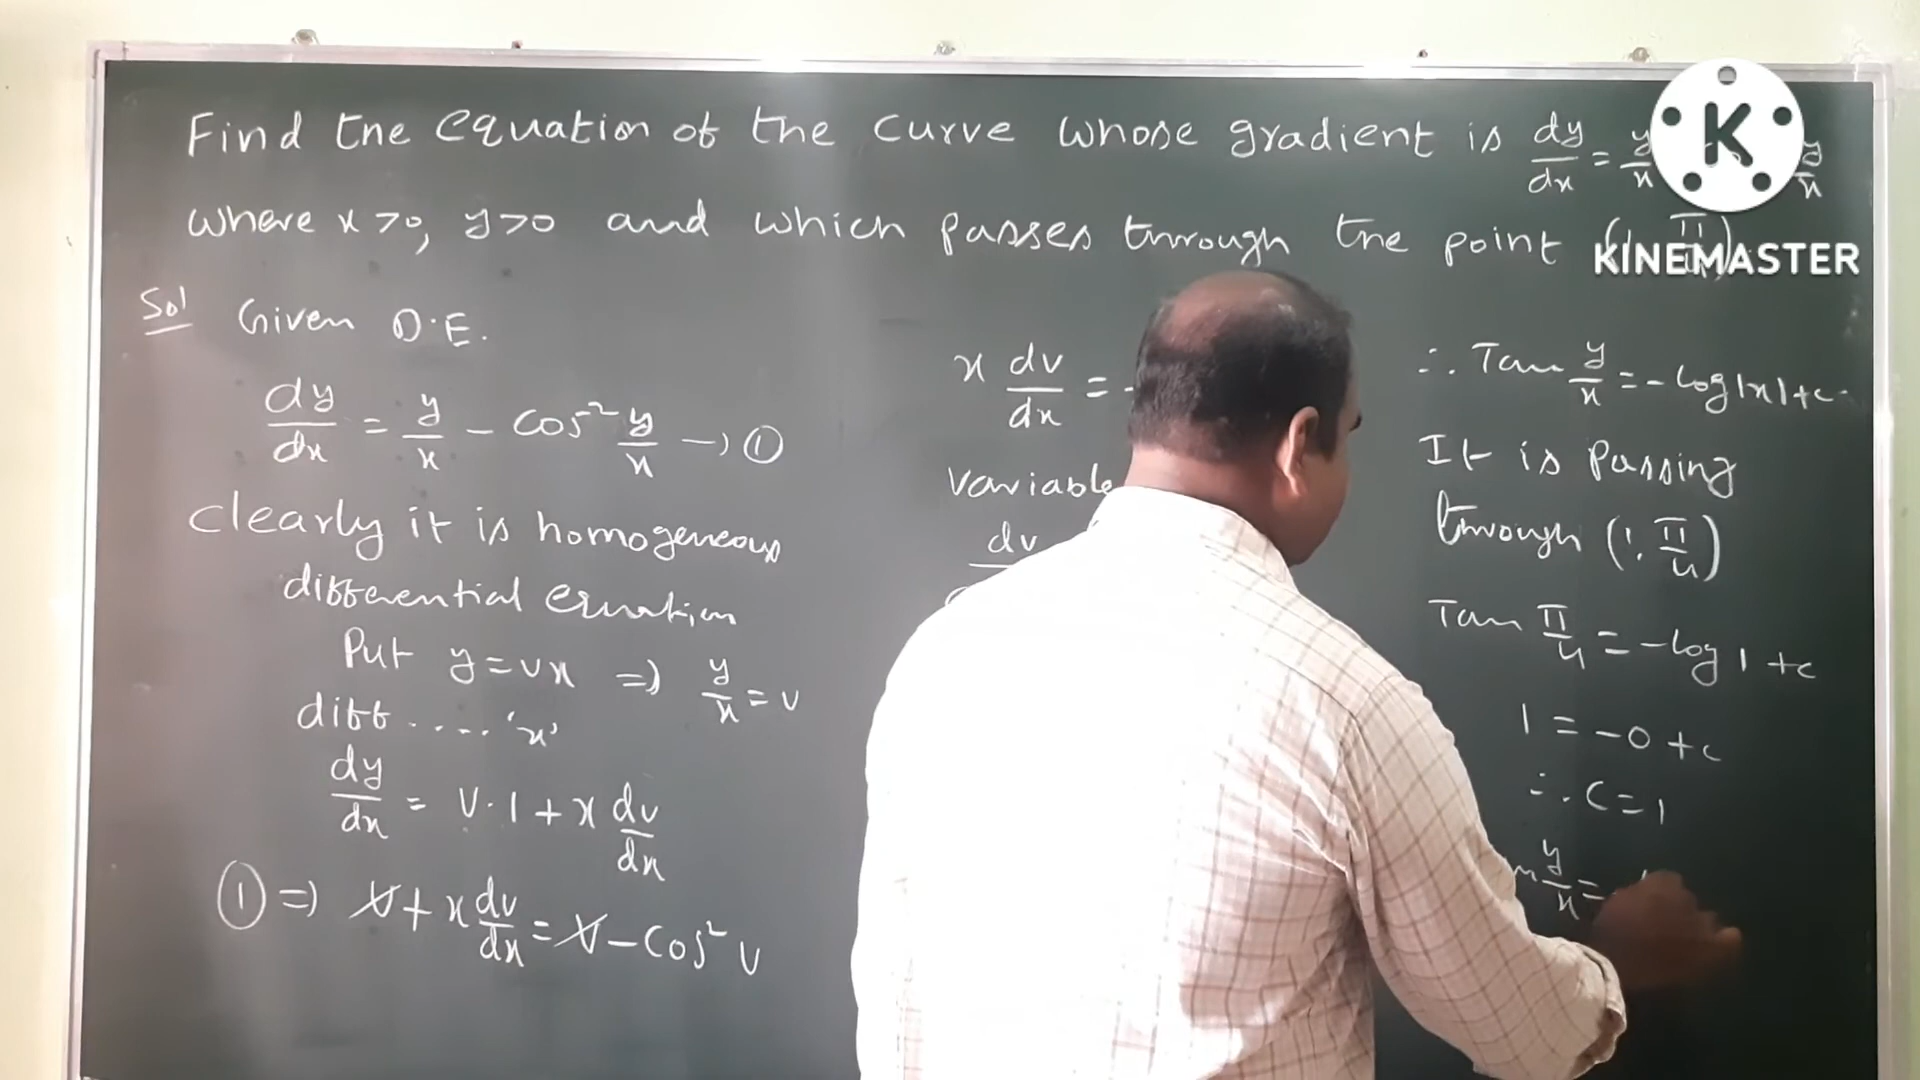 Find the equation of the curve whose gradient is dy/dx = y/x y/x
where x >0, y>0 and which passes through the point (1, π/4)
KINEMASTER
Sol Given D.E.
dy/dx = y/x - cos² y/x → ①
clearly it is homogeneous
differential equation
Put y = vx ⇒ y/x = v
diff .... 'x'
dy/dx = v·1 + x dv/dx
① ⇒ v + x dv/dx = v - cos² v
x dv/dx = -
variable
dv
∴ Tan y/x = -log|x|+c
It is passing
through (1, π/4)
Tan π/4 = -log 1 + c
1 = -0 + c
∴ c = 1
y/x =